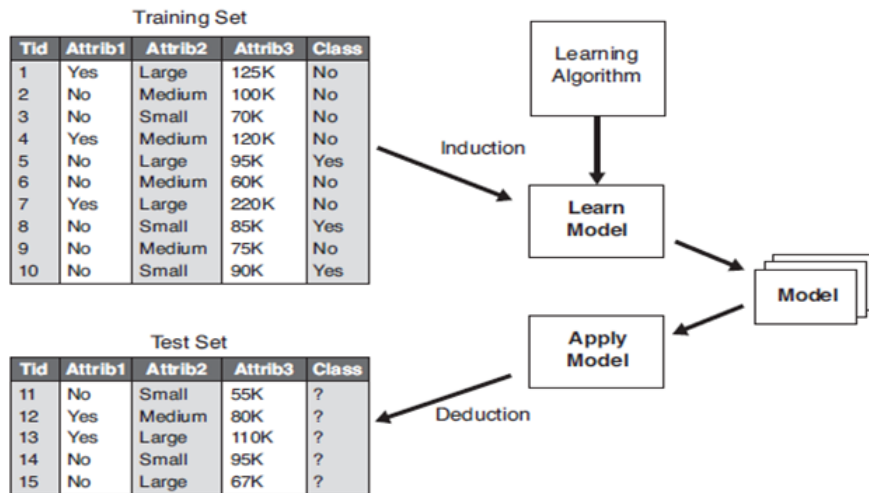 Training Set
Tid Attrib1 Attrib2 Attrib3 Class
1 Yes Large 125K No
2 No Medium 100K No
3 No Small 70K No
4 Yes Medium 120K No
5 No Large 95K Yes
6 No Medium 60K No
7 Yes Large 220K No
8 No Small 85K Yes
9 No Medium 75K No
10 No Small 90K Yes
Learning
Algorithm
Induction
Learn
Model
Model
Apply
Model
Deduction
Test Set
Tid Attrib1 Attrib2 Attrib3 Class
11 No Small 55K ?
12 Yes Medium 80K ?
13 Yes Large 110K ?
14 No Small 95K ?
15 No Large 67K ?